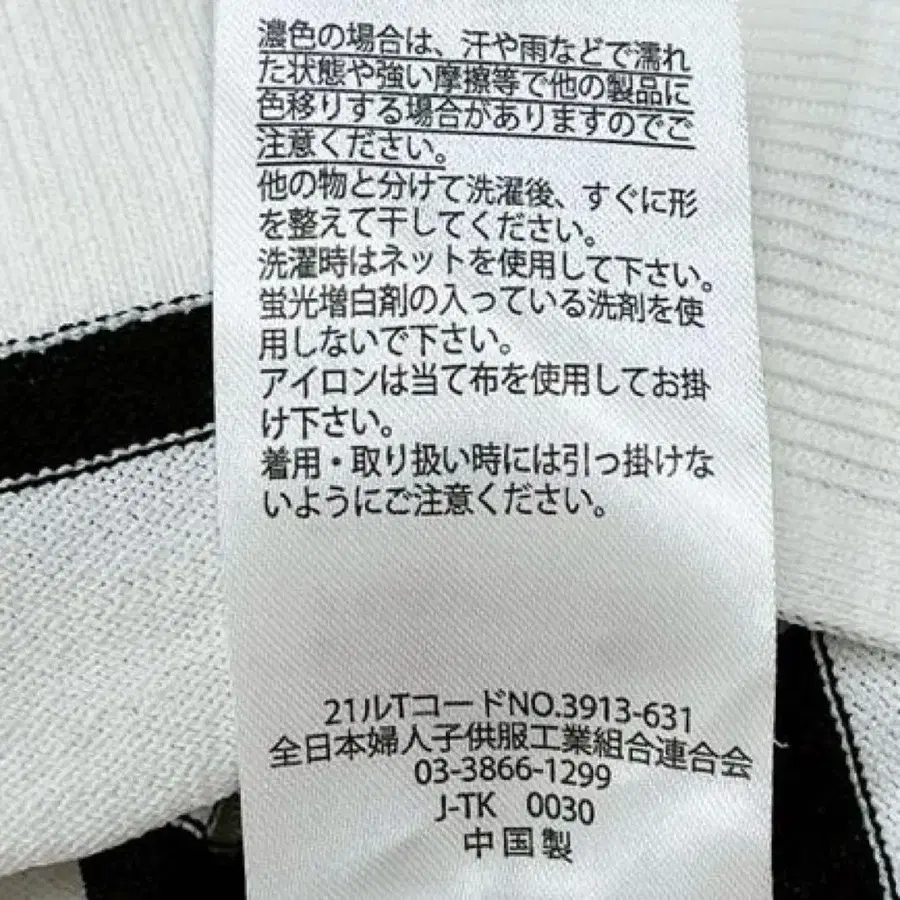 濃色の場合は、汗や雨などで濡れ
た状態や強い摩擦等で他の製品に
色移りする場合がありますのでご
注意ください。
他の物と分けて洗濯後、すぐに形
を整えて干してください。
洗濯時はネットを使用して下さい。
蛍光増白剤の入っている洗剤を使
用しないで下さい。
アイロンは当て布を使用してお掛
け下さい。
着用・取り扱い時には引っ掛けな
いようにご注意ください。
21ルTコードNO.3913-631
全日本婦人子供服工業組合連合会
03-3866-1299
J-TK 0030
中国製